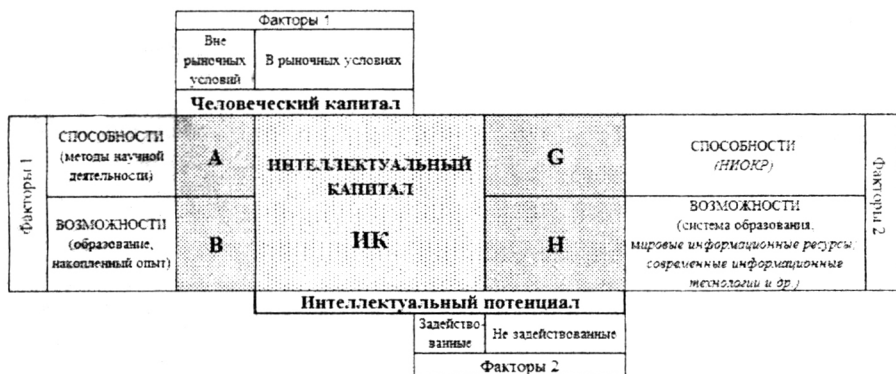 Факторы 1
Вне
рыночных
условий
В рыночных условиях
Человеческий капитал
Факторы 1
СПОСОБНОСТИ
(методы научной
деятельности)
А
ИНТЕЛЛЕКТУАЛЬНЫЙ
КАПИТАЛ
ИК
G
СПОСОБНОСТИ
(НИОКР)
Факторы 2
ВОЗМОЖНОСТИ
(образование,
накопленный опыт)
В
Н
ВОЗМОЖНОСТИ
(система образования,
мировые информационные ресурсы,
современные информационные
технологии и др.)
Интеллектуальный потенциал
Задейство-
ванные
Не задействованные
Факторы 2